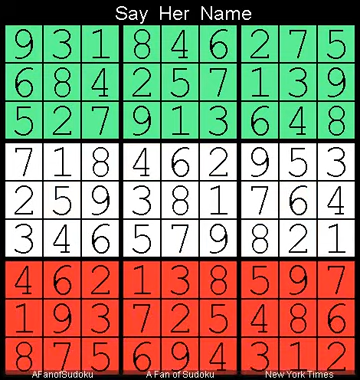 Say Her Name
9 3 1 8 4 6 2 7 5
6 8 4 2 5 7 1 3 9
5 2 7 9 1 3 6 4 8
7 1 8 4 6 2 9 5 3
2 5 9 3 8 1 7 6 4
3 4 6 5 7 9 8 2 1
4 6 2 1 3 8 5 9 7
1 9 3 7 2 5 4 8 6
8 7 5 6 9 4 3 1 2
AFanofSudoku A Fan of Sudoku New York Times